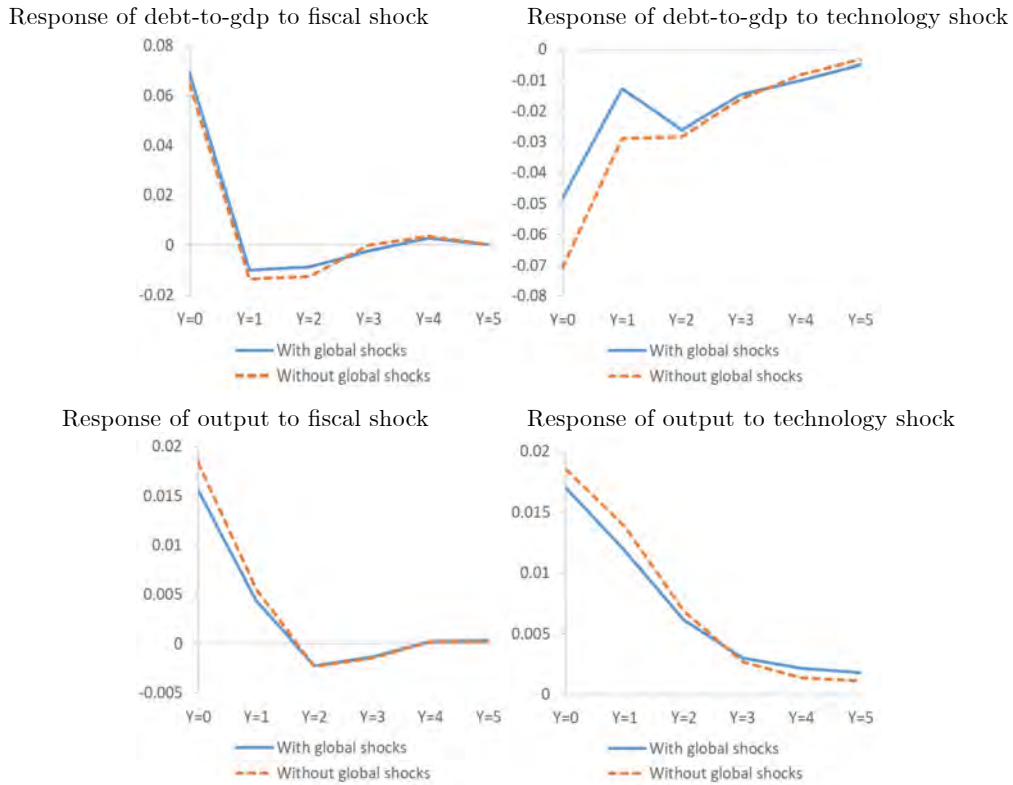 Response of debt-to-gdp to fiscal shock
0.08
0.06
0.04
0.02
0
-0.02
Y=0 Y=1 Y=2 Y=3 Y=4 Y=5
With global shocks
Without global shocks
Response of debt-to-gdp to technology shock
0
-0.01
-0.02
-0.03
-0.04
-0.05
-0.06
-0.07
-0.08
Y=0 Y=1 Y=2 Y=3 Y=4 Y=5
With global shocks
Without global shocks
Response of output to fiscal shock
0.02
0.015
0.01
0.005
0
-0.005
Y=0 Y=1 Y=2 Y=3 Y=4 Y=5
With global shocks
Without global shocks
Response of output to technology shock
0.02
0.015
0.01
0.005
0
Y=0 Y=1 Y=2 Y=3 Y=4 Y=5
With global shocks
Without global shocks